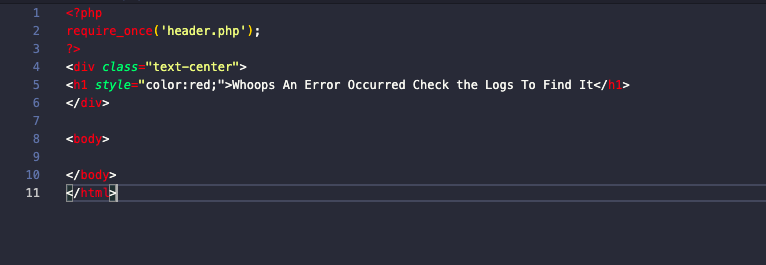 1 <?php
2 require_once('header.php');
3 ?>
4 <div class="text-center">
5 <h1 style="color:red;">Whoops An Error Occurred Check the Logs To Find It</h1>
6 </div>
7
8 <body>
9
10 </body>
11 </html>